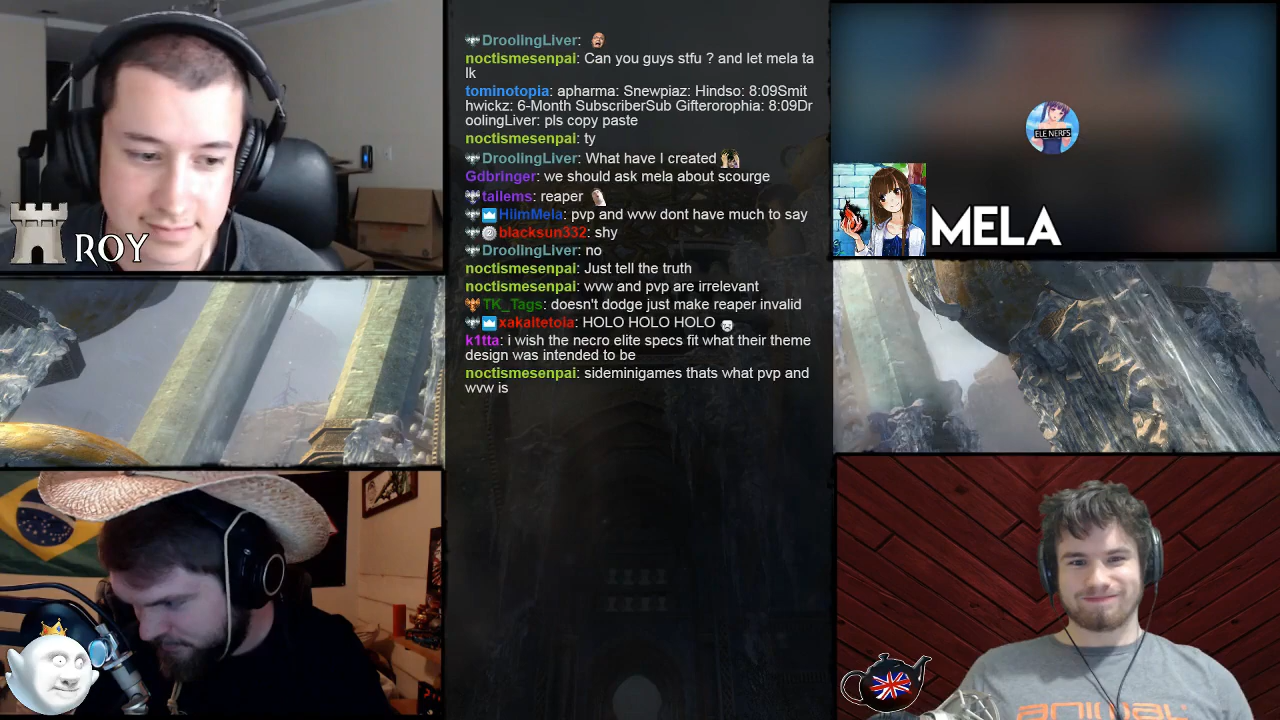 DroolingLiver:
noctismesenpai: Can you guys stfu ? and let mela ta
lk
tominotopia: apharma: Snewpiaz: Hindso: 8:09Smit
hwickz: 6-Month SubscriberSub Gifterorophia: 8:09Dr
oolingLiver: pls copy paste
noctismesenpai: ty
DroolingLiver: What have I created
Gdbringer: we should ask mela about scourge
tallems: reaper
HiimMela: pvp and wvw dont have much to say
blacksun332: shy
DroolingLiver: no
noctismesenpai: Just tell the truth
noctismesenpai: wvw and pvp are irrelevant
TK_Tags: doesn't dodge just make reaper invalid
xakaitetoia: HOLO HOLO HOLO
k1tta: i wish the necro elite specs fit what their theme
design was intended to be
noctismesenpai: sideminigames thats what pvp and
wvw is
ROY
ELE NERFS
MELA
ANIMAL